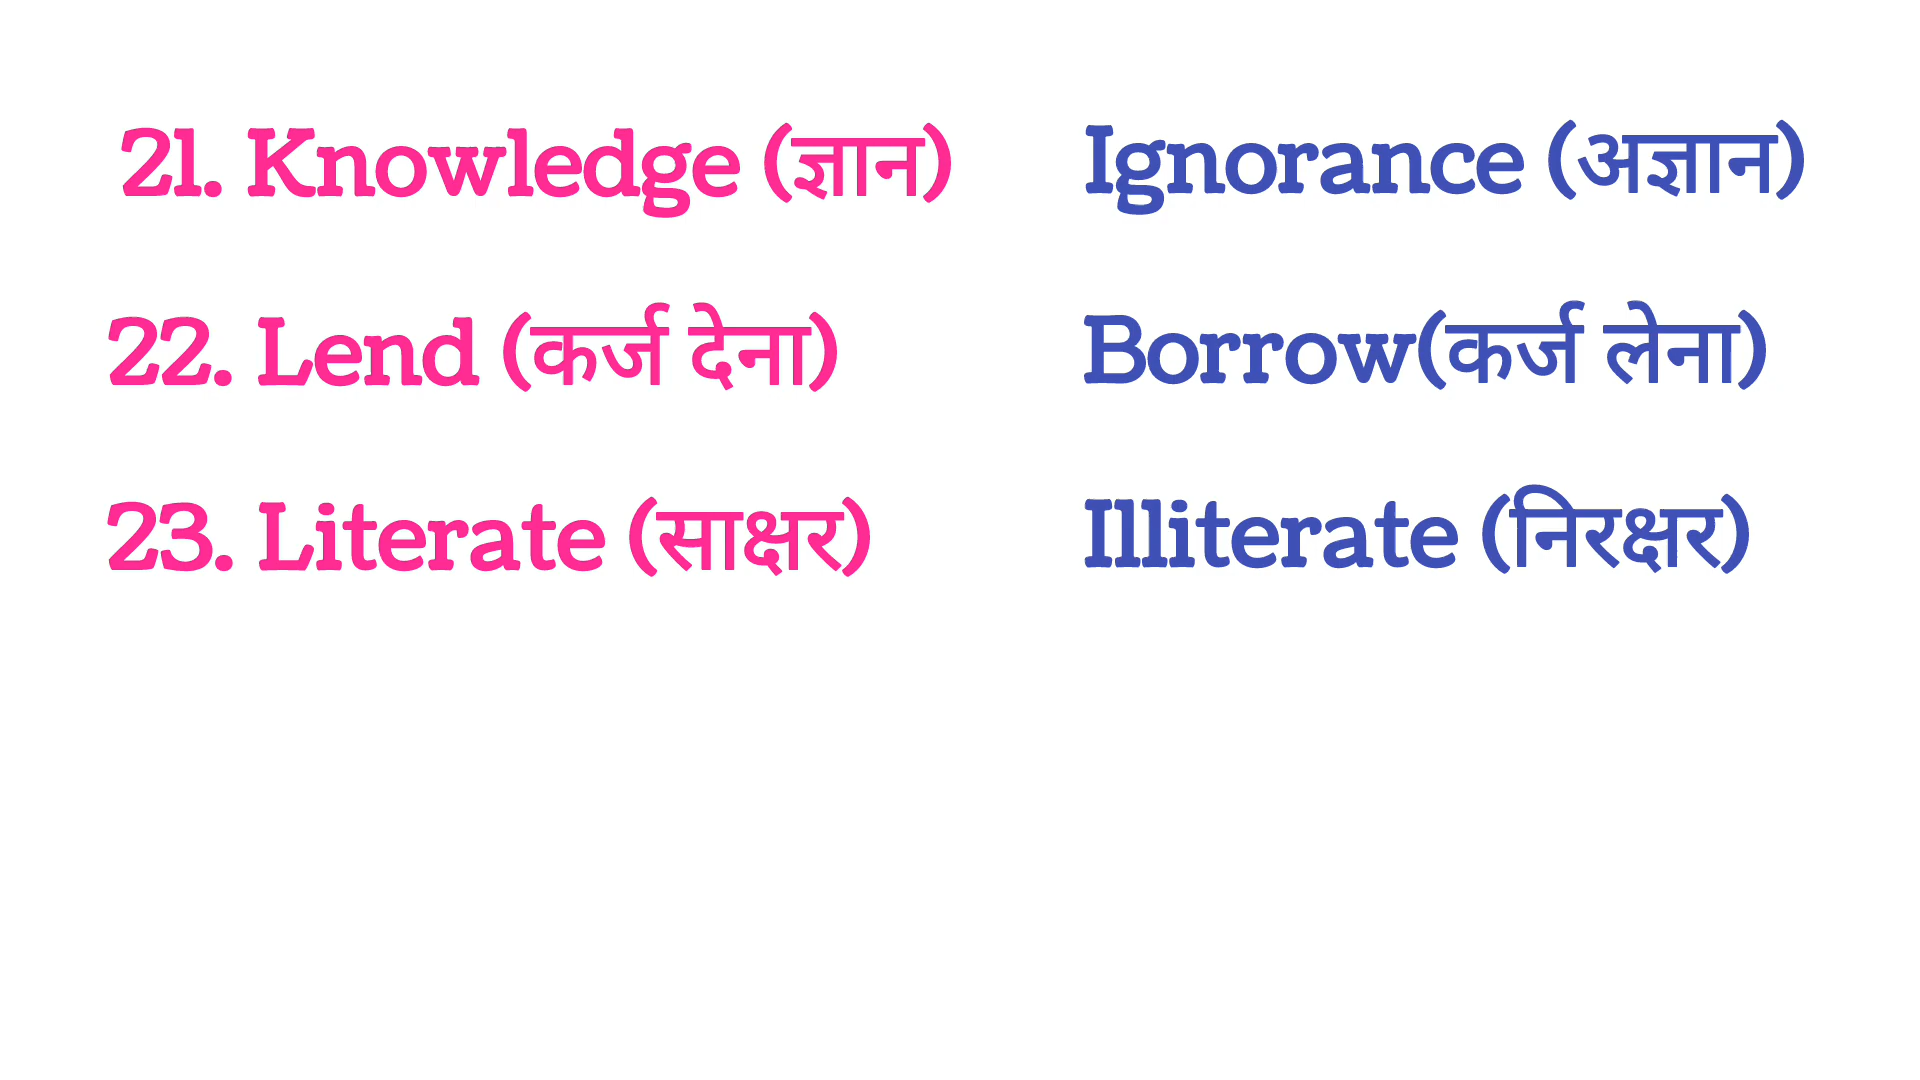 21. Knowledge (ज्ञान) Ignorance (अज्ञान)
22. Lend (कर्ज देना) Borrow(कर्ज लेना)
23. Literate (साक्षर) Illiterate (निरक्षर)